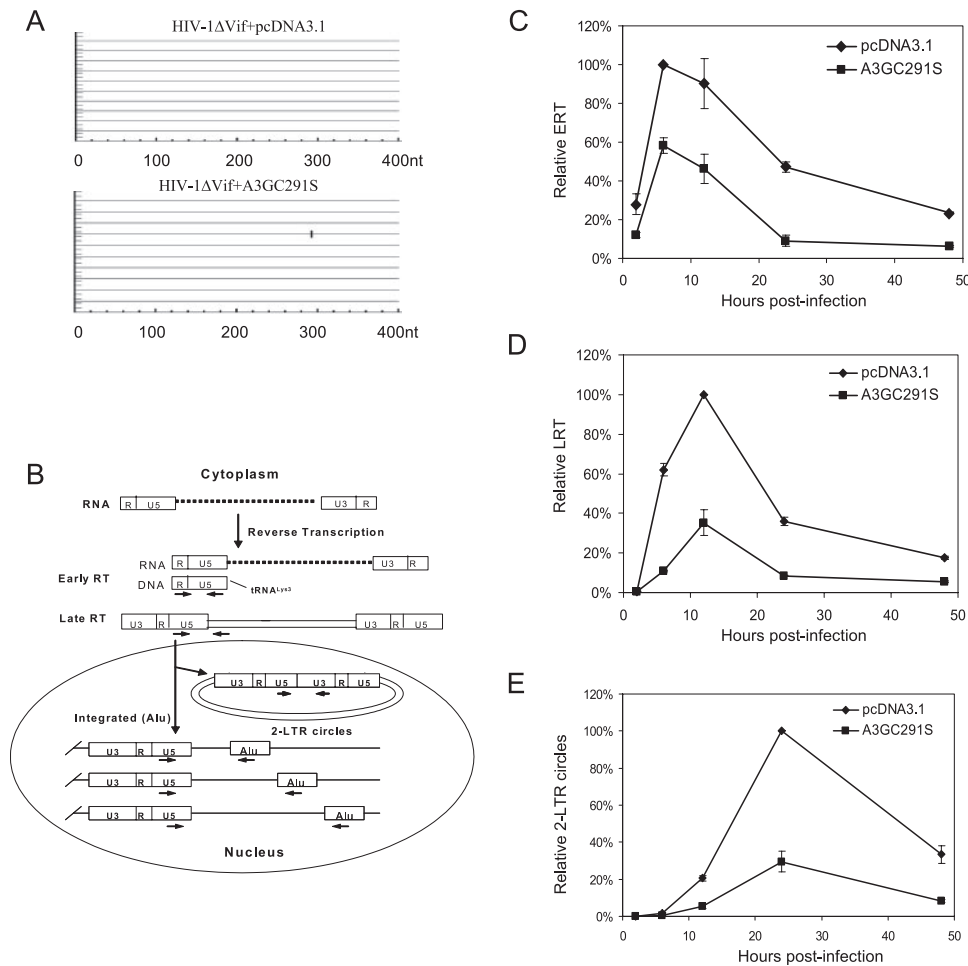 A
HIV-1ΔVif+pcDNA3.1
0 100 200 300 400nt
HIV-1ΔVif+A3GC291S
0 100 200 300 400nt
B
Cytoplasm
RNA R U5 U3 R
Reverse Transcription
RNA R U5 U3 R
Early RT
DNA R U5
tRNALys3
Late RT U3 R U5 U3 R U5
U3 R U5 U3 R U5
2-LTR circles
Integrated (Alu)
U3 R U5 Alu
U3 R U5 Alu
U3 R U5 Alu
Nucleus
C
120%
100%
80%
60%
40%
20%
0%
Relative ERT
pcDNA3.1
A3GC291S
0 10 20 30 40 50
Hours post-infection
D
120%
100%
80%
60%
40%
20%
0%
Relative LRT
pcDNA3.1
A3GC291S
0 10 20 30 40 50
Hours post-infection
E
120%
100%
80%
60%
40%
20%
0%
Relative 2-LTR circles
pcDNA3.1
A3GC291S
0 10 20 30 40 50
Hours post-infection